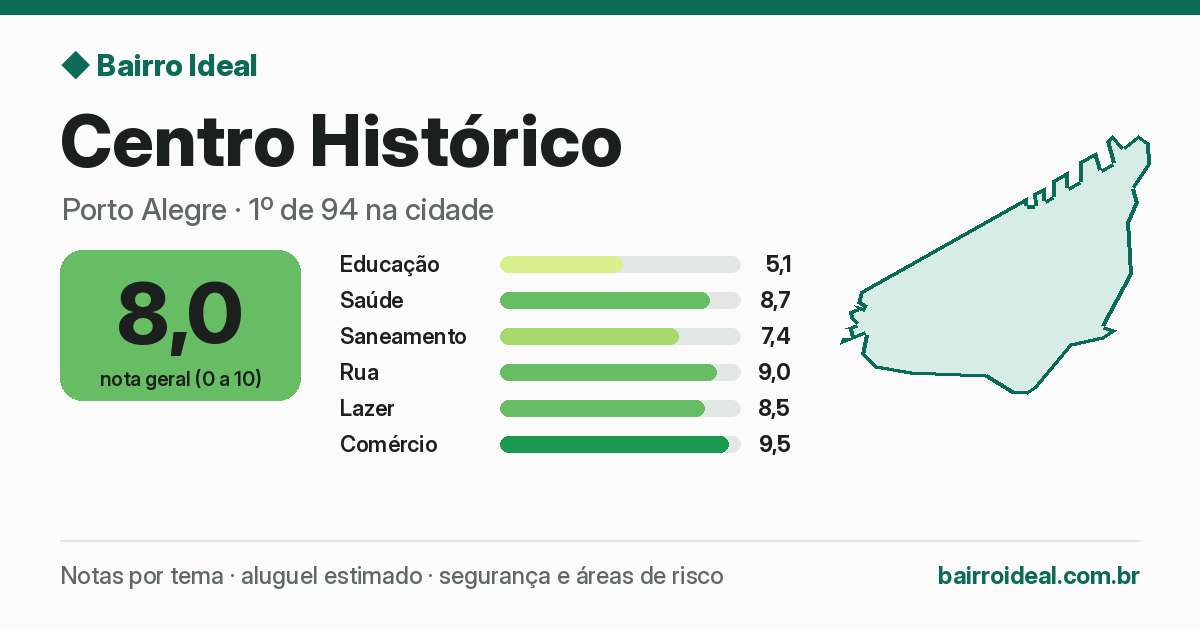 Bairro Ideal
Centro Histórico
Porto Alegre · 1º de 94 na cidade
8,0
nota geral (0 a 10)
Educação 5,1
Saúde 8,7
Saneamento 7,4
Rua 9,0
Lazer 8,5
Comércio 9,5
Notas por tema · aluguel estimado · segurança e áreas de risco
bairroideal.com.br